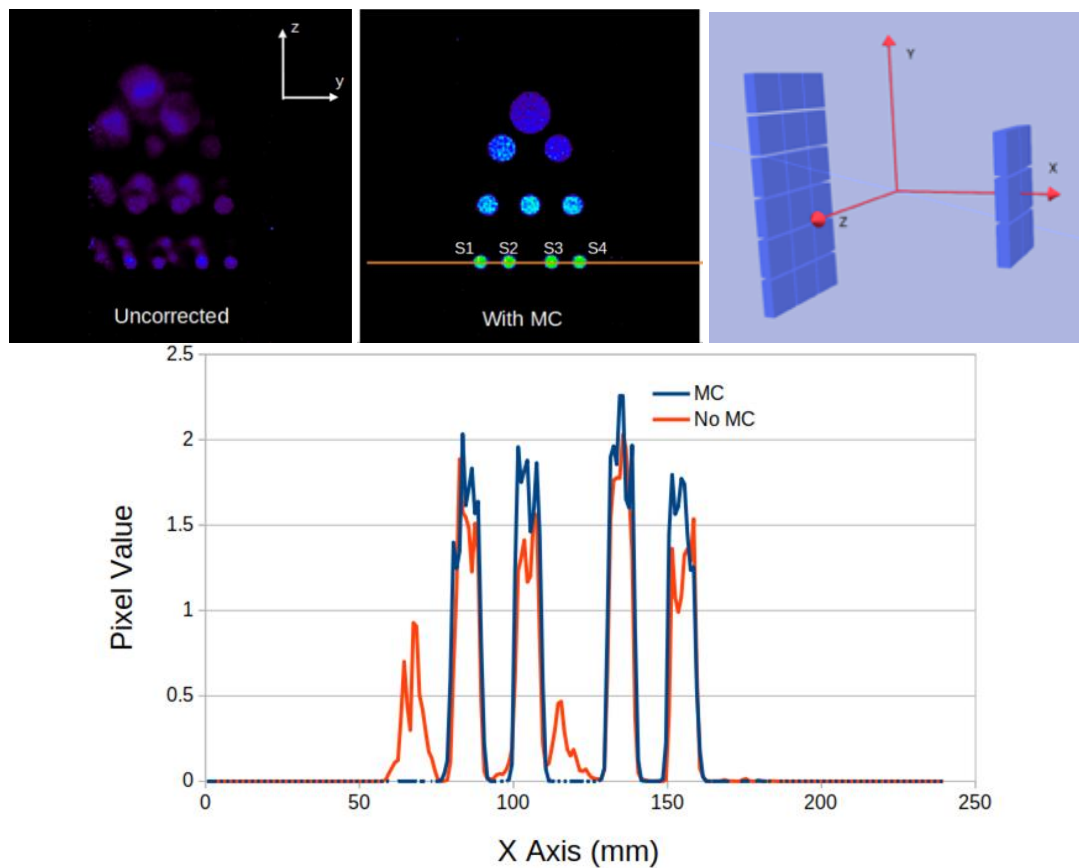 z
y
Uncorrected
S1 S2 S3 S4
With MC
Y
X
Z
2.5
2
1.5
1
0.5
0
Pixel Value
MC
No MC
0 50 100 150 200 250
X Axis (mm)